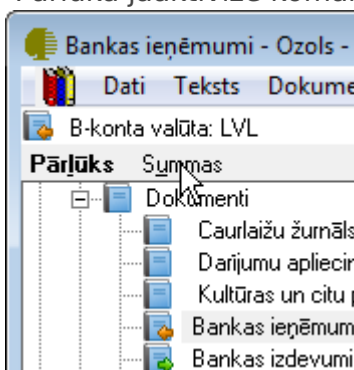 Bankas ieņēmumi - Ozols -
Dati Teksts Dokume
B-konta valūta: LVL
Pārlūks Summas
Dokumenti
Caurlaižu žurnāls
Darījumu apliecin
Kultūras un citu p
Bankas ieņēmum
Bankas izdevumi